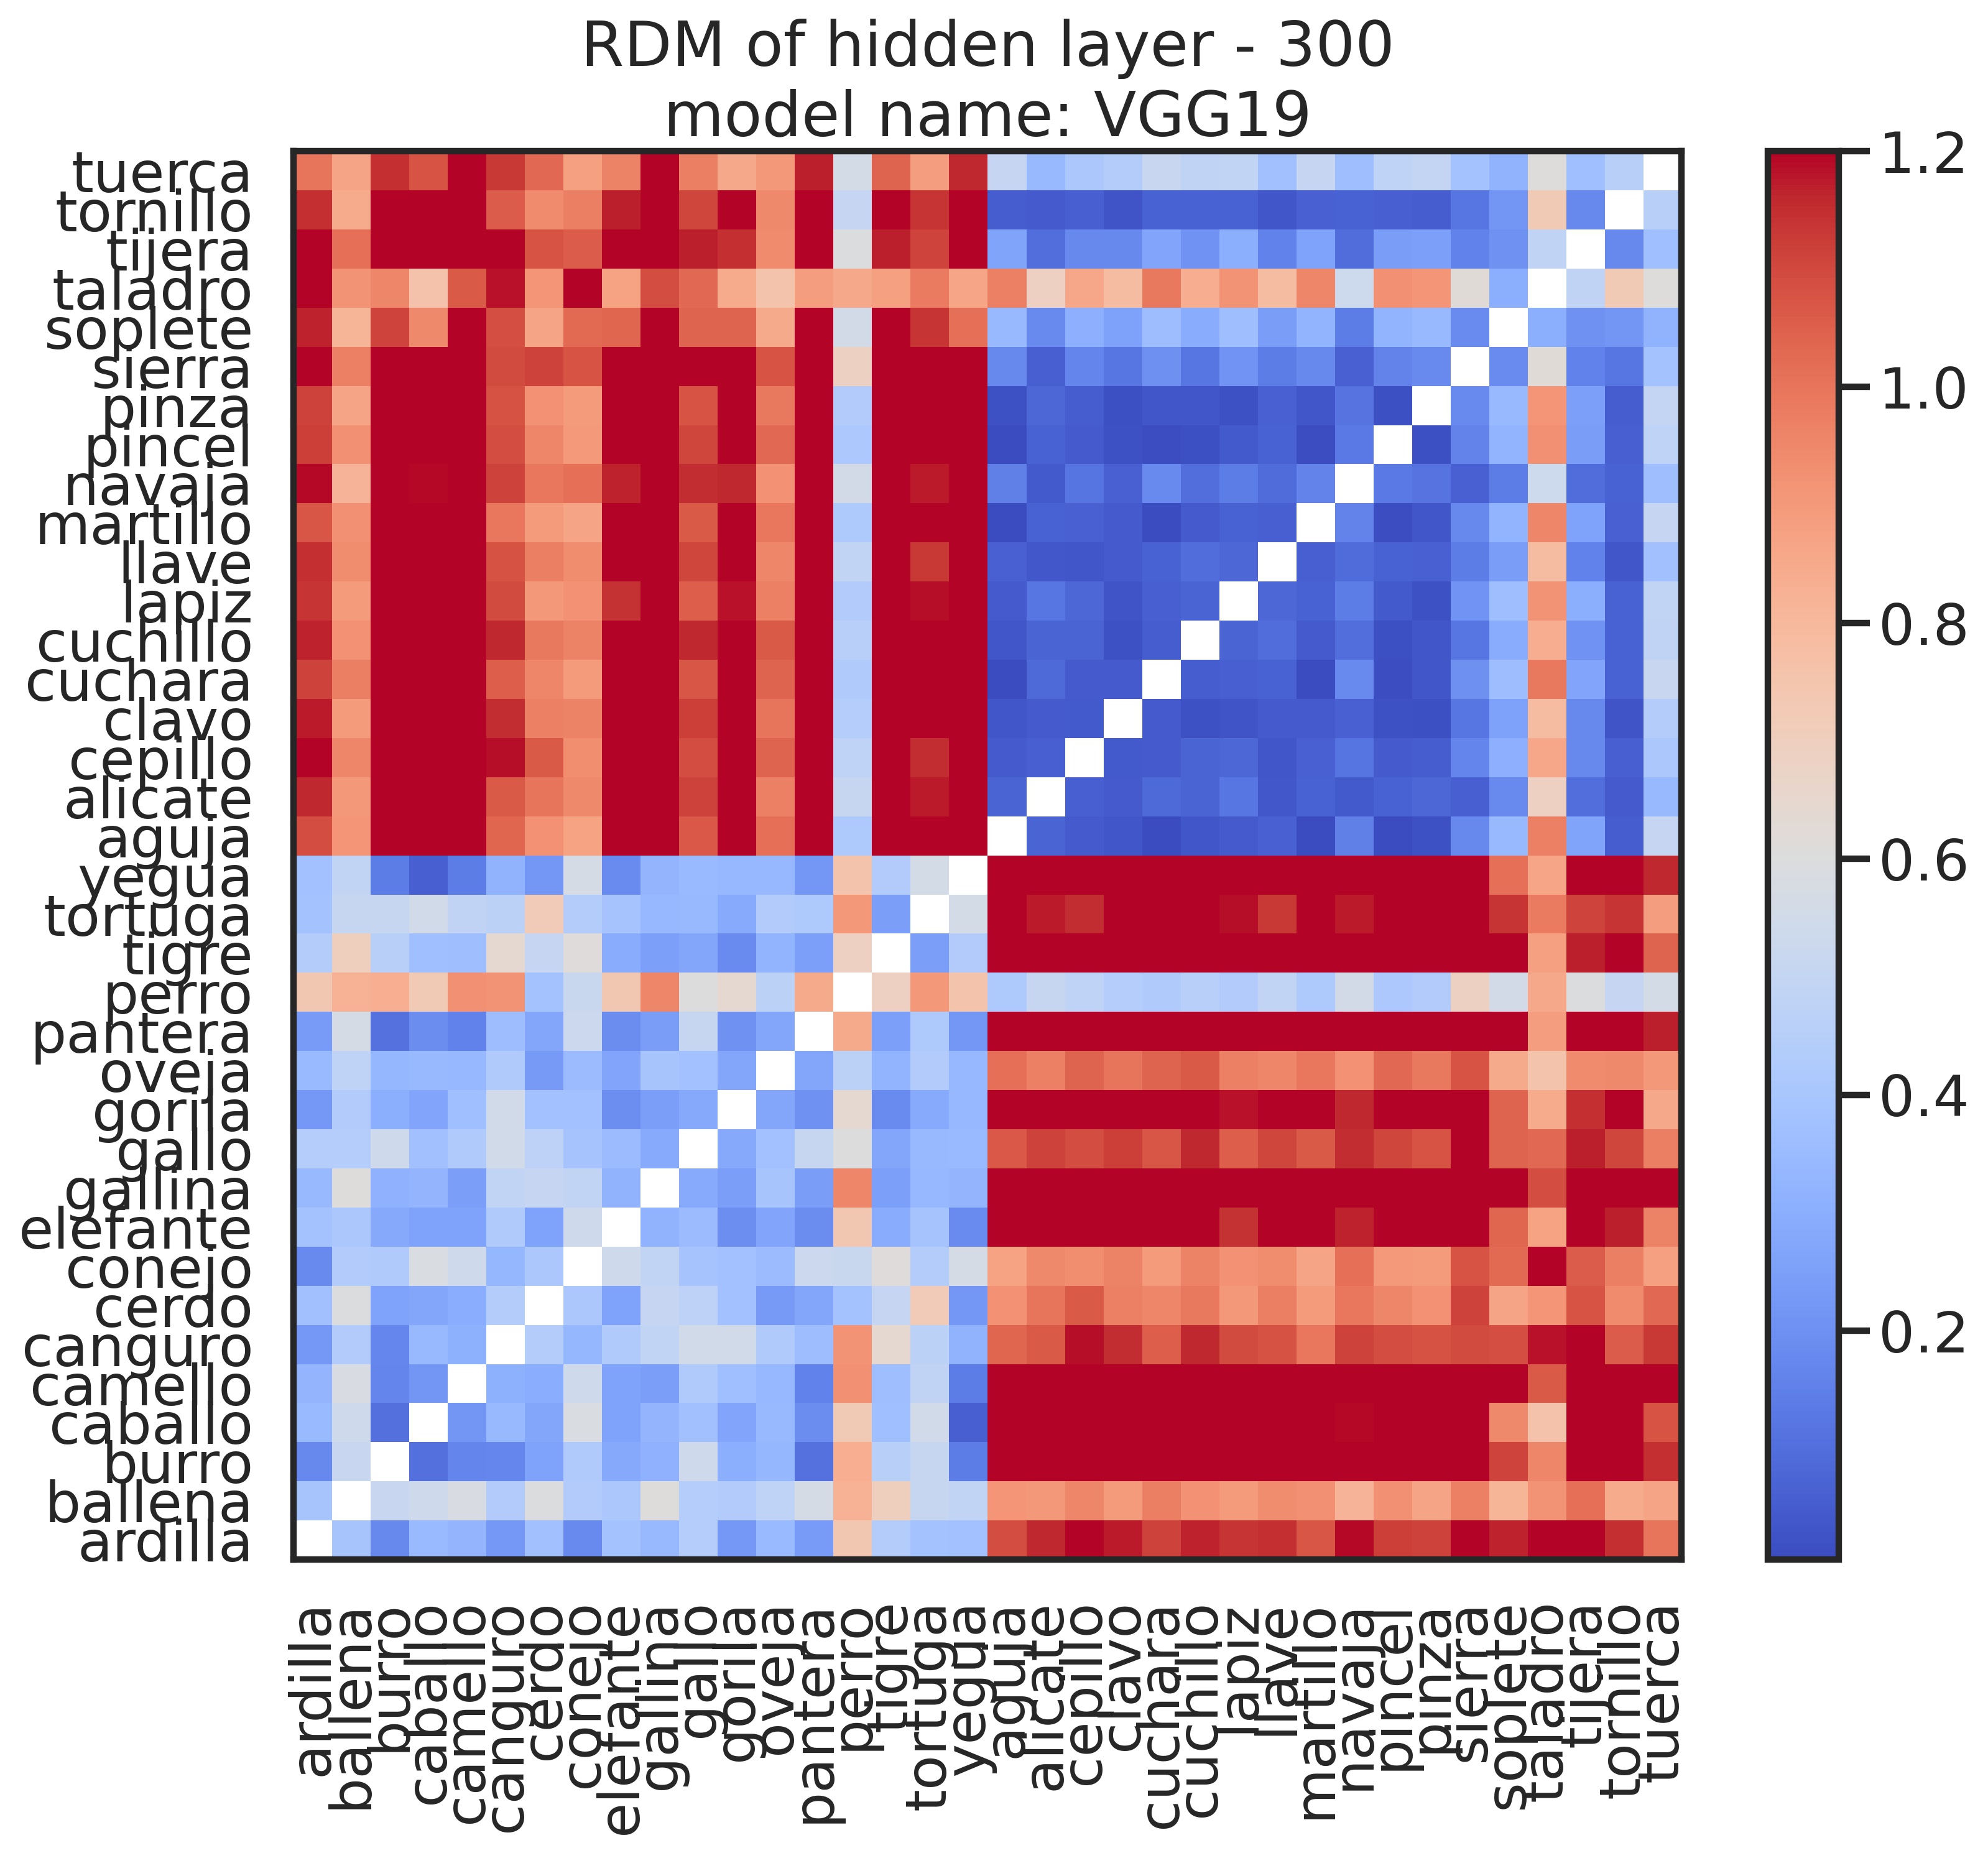 RDM of hidden layer - 300
model name: VGG19
tuerca
tornillo
tijera
taladro
soplete
sierra
pinza
pincel
navaja
martillo
llave
lapiz
cuchillo
cuchara
clavo
cepillo
alicate
aguja
yegua
tortuga
tigre
perro
pantera
oveja
gorila
gallo
gallina
elefante
conejo
cerdo
canguro
camello
caballo
burro
ballena
ardilla
ardilla
ballena
burro
caballo
camello
canguro
cerdo
conejo
elefante
gallina
gallo
gorila
oveja
pantera
perro
tigre
tortuga
yegua
aguja
alicate
cepillo
clavo
cuchara
cuchillo
lapiz
llave
martillo
navaja
pincel
pinza
sierra
soplete
taladro
tijera
tornillo
tuerca
1.2
1.0
0.8
0.6
0.4
0.2